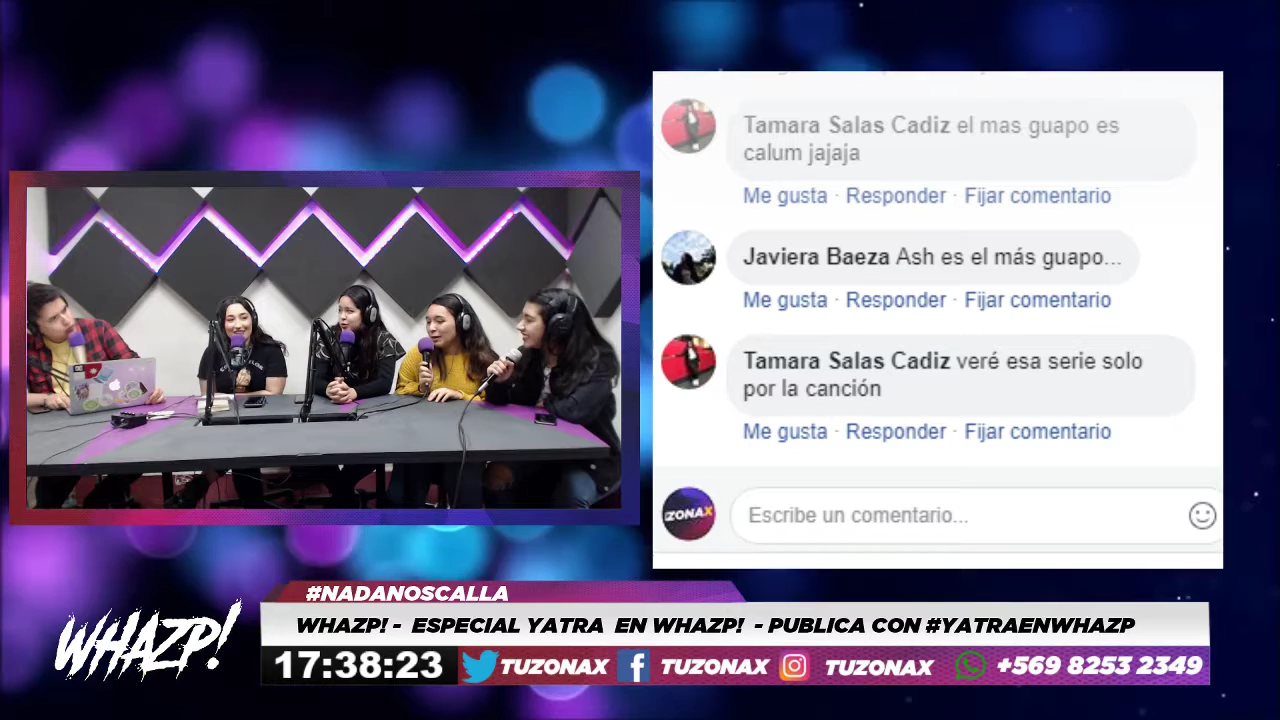 Tamara Salas Cadiz el mas guapo es
calum jajaja
Me gusta · Responder · Fijar comentario
Javiera Baeza Ash es el más guapo...
Me gusta · Responder · Fijar comentario
Tamara Salas Cadiz veré esa serie solo
por la canción
Me gusta · Responder · Fijar comentario
ZONAX
Escribe un comentario...
#NADANOSCALLA
WHAZP!
WHAZP! - ESPECIAL YATRA EN WHAZP! - PUBLICA CON #YATRAENWHAZP
17:38:23 TUZONAX TUZONAX TUZONAX +569 8253 2349